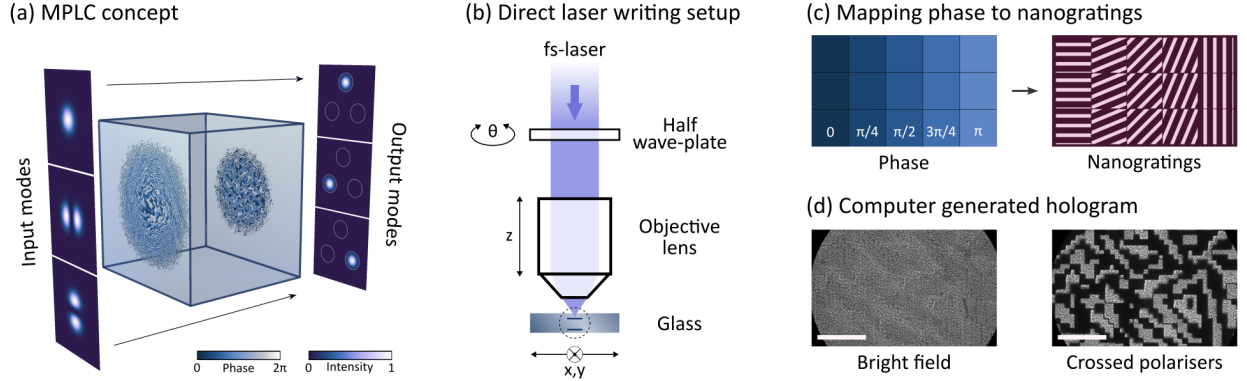 (a) MPLC concept
Input modes
Output modes
0 Phase 2π
0 Intensity 1
(b) Direct laser writing setup
fs-laser
θ
Half
wave-plate
z
Objective
lens
Glass
x,y
(c) Mapping phase to nanogratings
0 π/4 π/2 3π/4 π
Phase
Nanogratings
(d) Computer generated hologram
Bright field
Crossed polarisers